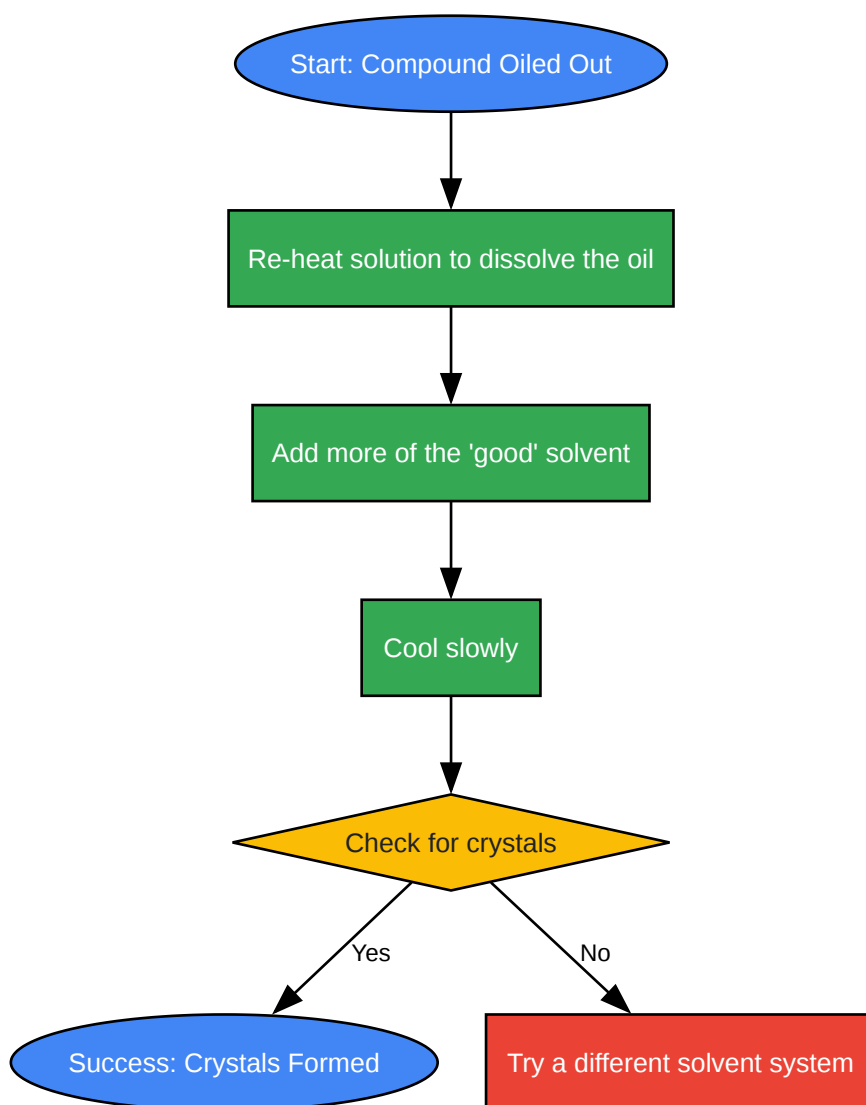 Start: Compound Oiled Out
Re-heat solution to dissolve the oil
Add more of the 'good' solvent
Cool slowly
Check for crystals
Yes
No
Success: Crystals Formed
Try a different solvent system